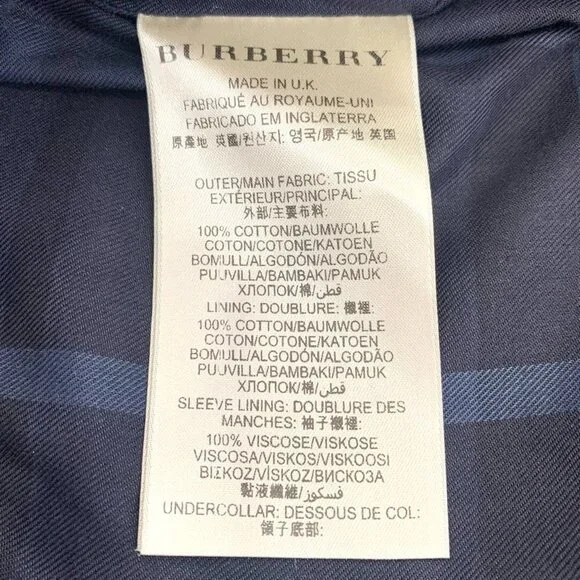 BURBERRY
MADE IN U.K.
FABRIQUÉ AU ROYAUME-UNI
FABRICADO EM INGLATERRA
原產地 英國/원산지: 영국/原产地 英国
OUTER/MAIN FABRIC: TISSU
EXTÉRIEUR/PRINCIPAL:
外部/主要布料:
100% COTTON/BAUMWOLLE
COTON/COTONE/KATOEN
BOMULL/ALGODÓN/ALGODÃO
PUUVILLA/BAMBAKI/PAMUK
ХЛОПОК/棉/قطن
LINING: DOUBLURE: 襯裡:
100% COTTON/BAUMWOLLE
COTON/COTONE/KATOEN
BOMULL/ALGODÓN/ALGODÃO
PUUVILLA/BAMBAKI/PAMUK
ХЛОПОК/棉/قطن
SLEEVE LINING: DOUBLURE DES
MANCHES: 袖子襯裡:
100% VISCOSE/VISKOSE
VISCOSA/VISKOS/VISKOOSI
ΒΙΣΚΟΖ/VİSKOZ/ВИСКОЗА
黏液纖維/فسكوز
UNDERCOLLAR: DESSOUS DE COL:
領子底部: